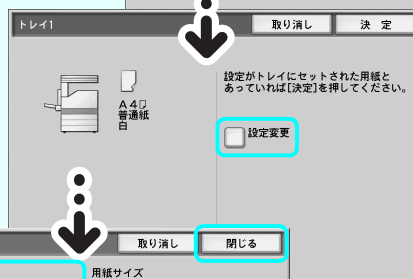 トレイ1
取り消し
決 定
設定がトレイにセットされた用紙と
あっていれば[決定]を押してください。
A4
普通紙
白
設定変更
取り消し
閉じる
用紙サイズ